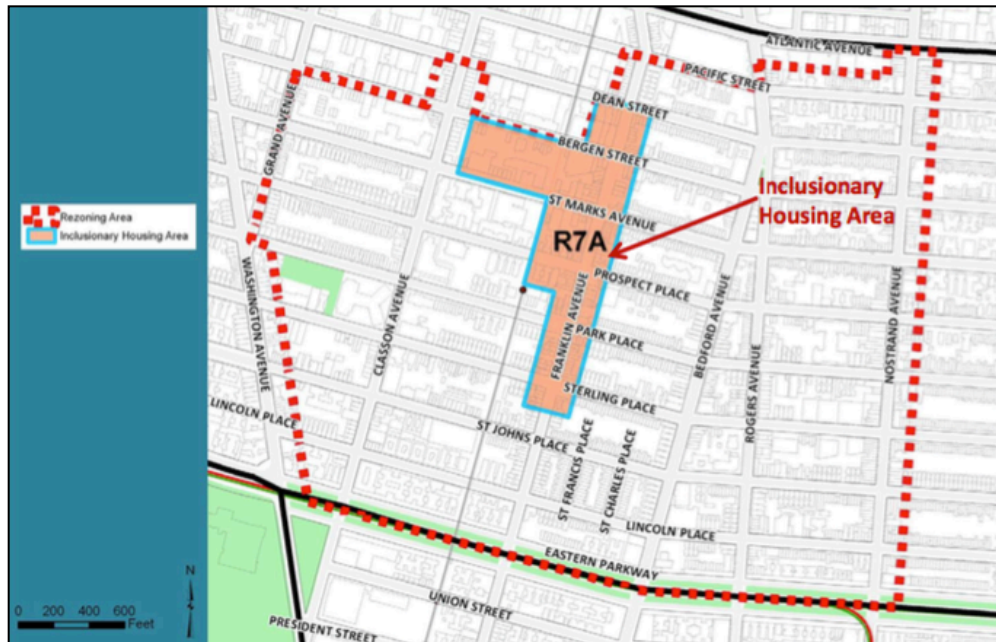 ATLANTIC AVENUE
PACIFIC STREET
DEAN STREET
GRAND AVENUE
BERGEN STREET
Inclusionary
Housing Area
ST MARKS AVENUE
Rezoning Area
Inclusionary Housing Area
R7A
PROSPECT PLACE
WASHINGTON AVENUE
CLASSON AVENUE
FRANKLIN AVENUE
PARK PLACE
BEDFORD AVENUE
NOSTRAND AVENUE
ROGERS AVENUE
STERLING PLACE
LINCOLN PLACE
ST JOHNS PLACE
ST FRANCIS PLACE
ST CHARLES PLACE
LINCOLN PLACE
EASTERN PARKWAY
N
UNION STREET
0 200 400 600
Feet
PRESIDENT STREET